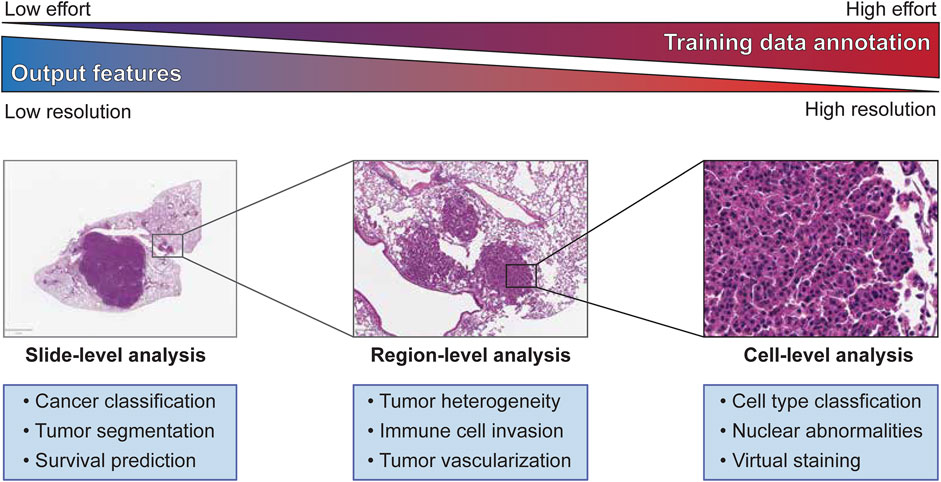 Low effort
High effort
Training data annotation
Output features
Low resolution
High resolution
Slide-level analysis
Region-level analysis
Cell-level analysis
• Cancer classification
• Tumor segmentation
• Survival prediction
• Tumor heterogeneity
• Immune cell invasion
• Tumor vascularization
• Cell type classfication
• Nuclear abnormalities
• Virtual staining